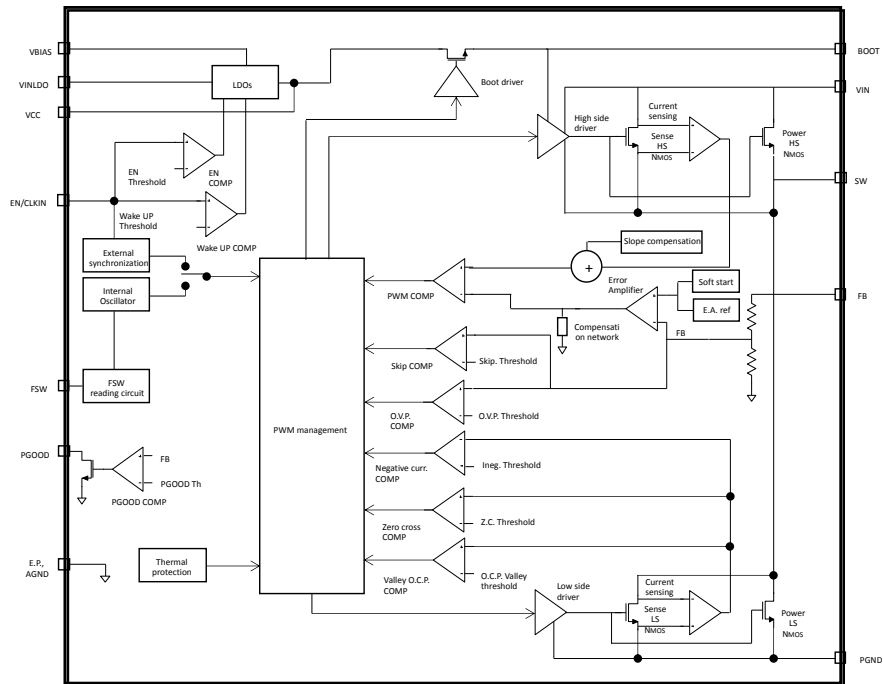 VBIAS
BOOT
LDOs
Boot driver
VINLDO
VIN
VCC
High side
driver
Current
sensing
Sense
HS
NMOS
Power
HS
NMOS
EN
Threshold
EN
COMP
SW
EN/CLKIN
Wake UP
Threshold
Wake UP COMP
External
synchronization
Internal
Oscillator
Slope compensation
+
Error
Amplifier
Soft start
E.A. ref
FB
PWM COMP
Compensati
on network
FB
Skip COMP
Skip. Threshold
FSW
FSW
reading circuit
O.V.P.
COMP
O.V.P. Threshold
PWM management
PGOOD
FB
PGOOD Th
PGOOD COMP
Negative curr.
COMP
Ineg. Threshold
Zero cross
COMP
Z.C. Threshold
E.P.,
AGND
Thermal
protection
Valley O.C.P.
COMP
O.C.P. Valley
threshold
Low side
driver
Current
sensing
Sense
LS
NMOS
Power
LS
NMOS
PGND